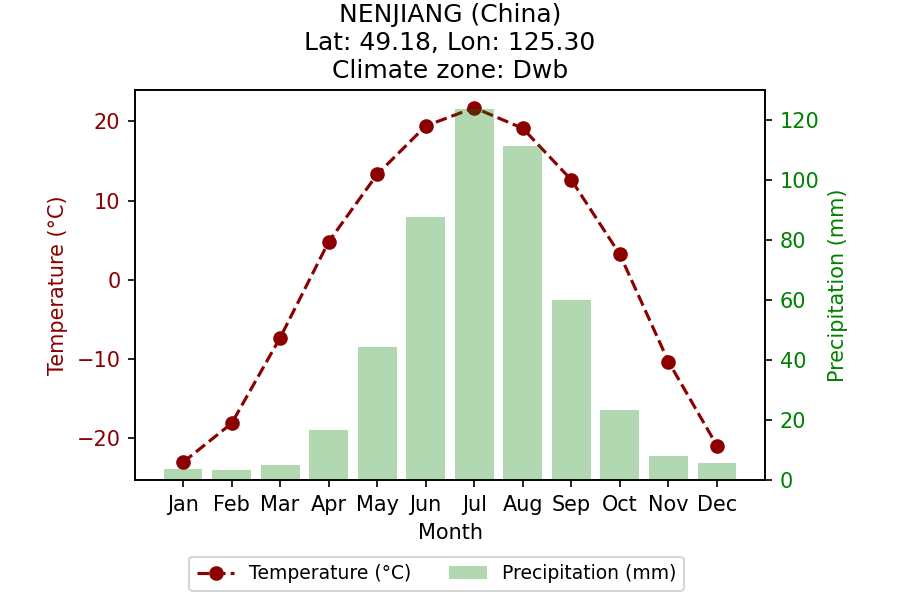 NENJIANG (China)
Lat: 49.18, Lon: 125.30
Climate zone: Dwb
Temperature (°C)
20
10
0
−10
−20
120
100
80
60
40
20
0
Precipitation (mm)
Jan Feb Mar Apr May Jun Jul Aug Sep Oct Nov Dec
Month
Temperature (°C) Precipitation (mm)